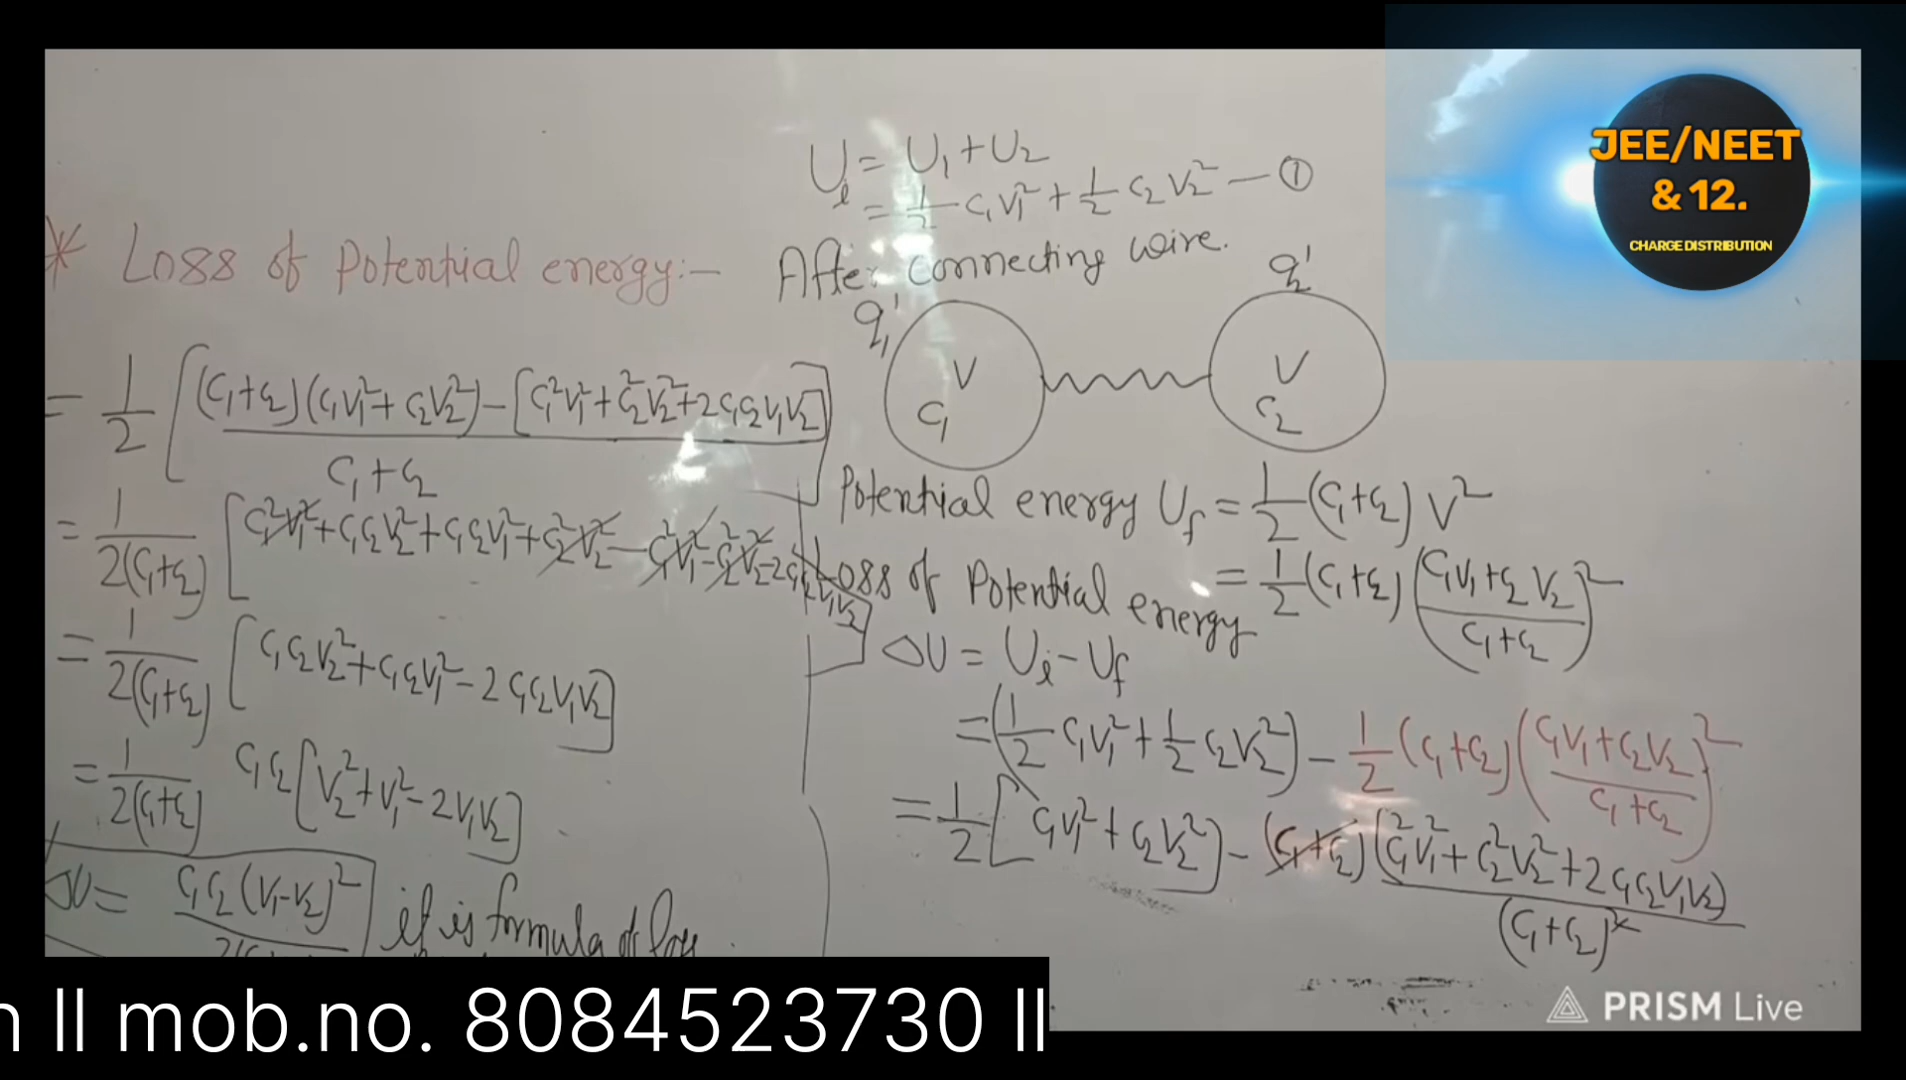 JEE/NEET
& 12.
CHARGE DISTRIBUTION
* Loss of Potential energy:-
Uᵢ = U₁ + U₂
= 1/2 C₁V₁² + 1/2 C₂V₂² — ①
After connecting wire.
q₁' q₂'
V V
C₁ C₂
Potential energy U_f = 1/2 (C₁+C₂) V²
= 1/2 (C₁+C₂) ((C₁V₁+C₂V₂)/(C₁+C₂))²
Loss of Potential energy
ΔU = Uᵢ - U_f
= (1/2 C₁V₁² + 1/2 C₂V₂²) - 1/2 (C₁+C₂) ((C₁V₁+C₂V₂)/(C₁+C₂))²
= 1/2 [C₁V₁² + C₂V₂²] - (C₁+C₂) (C₁²V₁² + C₂²V₂² + 2C₁C₂V₁V₂)/(C₁+C₂)²
= 1/2 [((C₁+C₂)(C₁V₁²+C₂V₂²) - [C₁²V₁²+C₂²V₂²+2C₁C₂V₁V₂])/(C₁+C₂)]
= 1/(2(C₁+C₂)) [C₁²V₁²+C₁C₂V₂²+C₁C₂V₁²+C₂²V₂²-C₁²V₁²-C₂²V₂²-2C₁C₂V₁V₂]
= 1/(2(C₁+C₂)) [C₁C₂V₂²+C₁C₂V₁²-2C₁C₂V₁V₂]
= 1/(2(C₁+C₂)) C₁C₂[V₂²+V₁²-2V₁V₂]
ΔU = C₁C₂(V₁-V₂)² it is formula of
mob.no. 8084523730 ||
PRISM Live